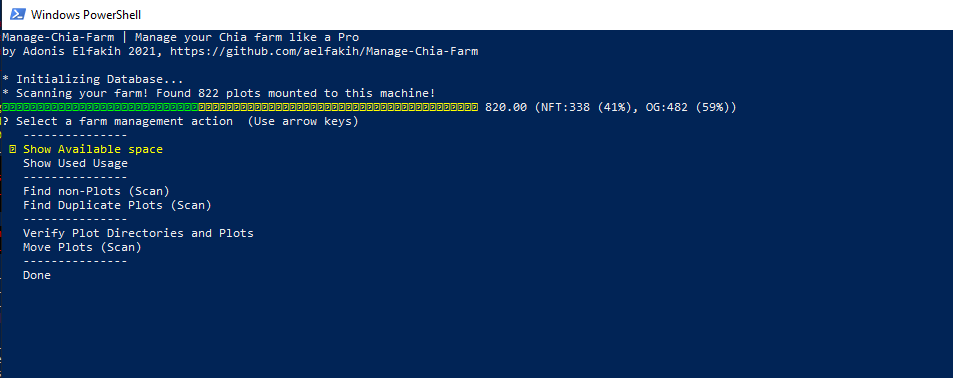 Windows PowerShell
Manage-Chia-Farm | Manage your Chia farm like a Pro
by Adonis Elfakih 2021, https://github.com/aelfakih/Manage-Chia-Farm
* Initializing Database...
* Scanning your farm! Found 822 plots mounted to this machine!
820.00 (NFT:338 (41%), OG:482 (59%))
? Select a farm management action  (Use arrow keys)
---------------
Show Available space
Show Used Usage
---------------
Find non-Plots (Scan)
Find Duplicate Plots (Scan)
---------------
Verify Plot Directories and Plots
Move Plots (Scan)
---------------
Done